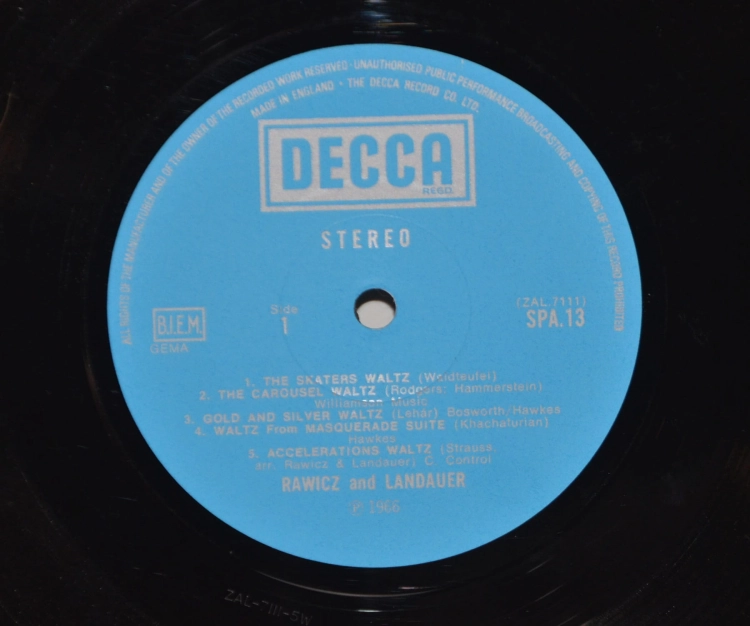 ALL RIGHTS OF THE MANUFACTURER AND OF THE OWNER OF THE RECORDED WORK RESERVED · UNAUTHORISED PUBLIC PERFORMANCE BROADCASTING AND COPYING OF THIS RECORD PROHIBITED
MADE IN ENGLAND · THE DECCA RECORD CO. LTD.
DECCA
REGD.
STEREO
B.I.E.M.
GEMA
Side
1
(ZAL.7111)
SPA.13
1. THE SKATERS WALTZ (Waldteufel)
2. THE CAROUSEL WALTZ (Rodgers: Hammerstein)
Williamson Music
3. GOLD AND SILVER WALTZ (Lehar) Bosworth/Hawkes
4. WALTZ From MASQUERADE SUITE (Khachaturian)
Hawkes
5. ACCELERATIONS WALTZ (Strauss,
arr. Rawicz & Landauer) C. Control
RAWICZ and LANDAUER
℗ 1966
ZAL-7111-5W